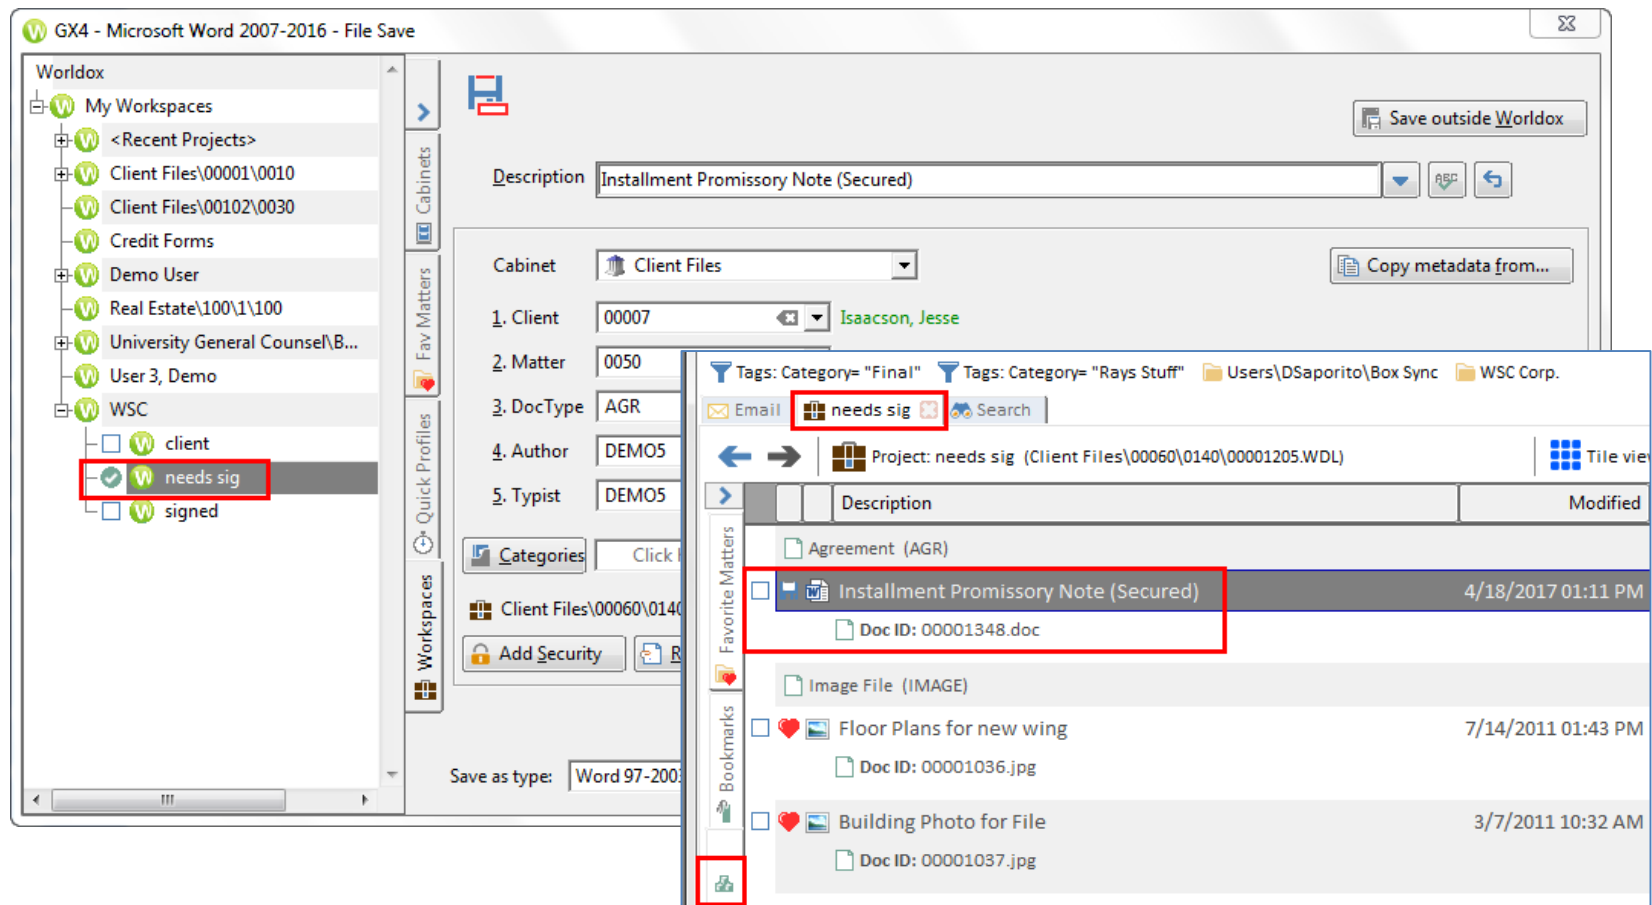 GX4 - Microsoft Word 2007-2016 - File Save
Worldox
My Workspaces
<Recent Projects>
Client Files\00001\0010
Client Files\00102\0030
Credit Forms
Demo User
Real Estate\100\1\100
University General Counsel\B...
User 3, Demo
WSC
client
needs sig
signed
Cabinets
Fav Matters
Quick Profiles
Workspaces
Save outside Worldox
Description Installment Promissory Note (Secured)
ABC
Cabinet Client Files
Copy metadata from...
1. Client 00007 Isaacson, Jesse
2. Matter 0050
3. DocType AGR
4. Author DEMO5
5. Typist DEMO5
Categories Click
Client Files\00060\0140
Add Security R
Save as type: Word 97-2003
Tags: Category= "Final" Tags: Category= "Rays Stuff" Users\DSaporito\Box Sync WSC Corp.
Email needs sig Search
Project: needs sig (Client Files\00060\0140\00001205.WDL) Tile vie
Description Modified
Favorite Matters
Bookmarks
Agreement (AGR)
Installment Promissory Note (Secured) 4/18/2017 01:11 PM
Doc ID: 00001348.doc
Image File (IMAGE)
Floor Plans for new wing 7/14/2011 01:43 PM
Doc ID: 00001036.jpg
Building Photo for File 3/7/2011 10:32 AM
Doc ID: 00001037.jpg